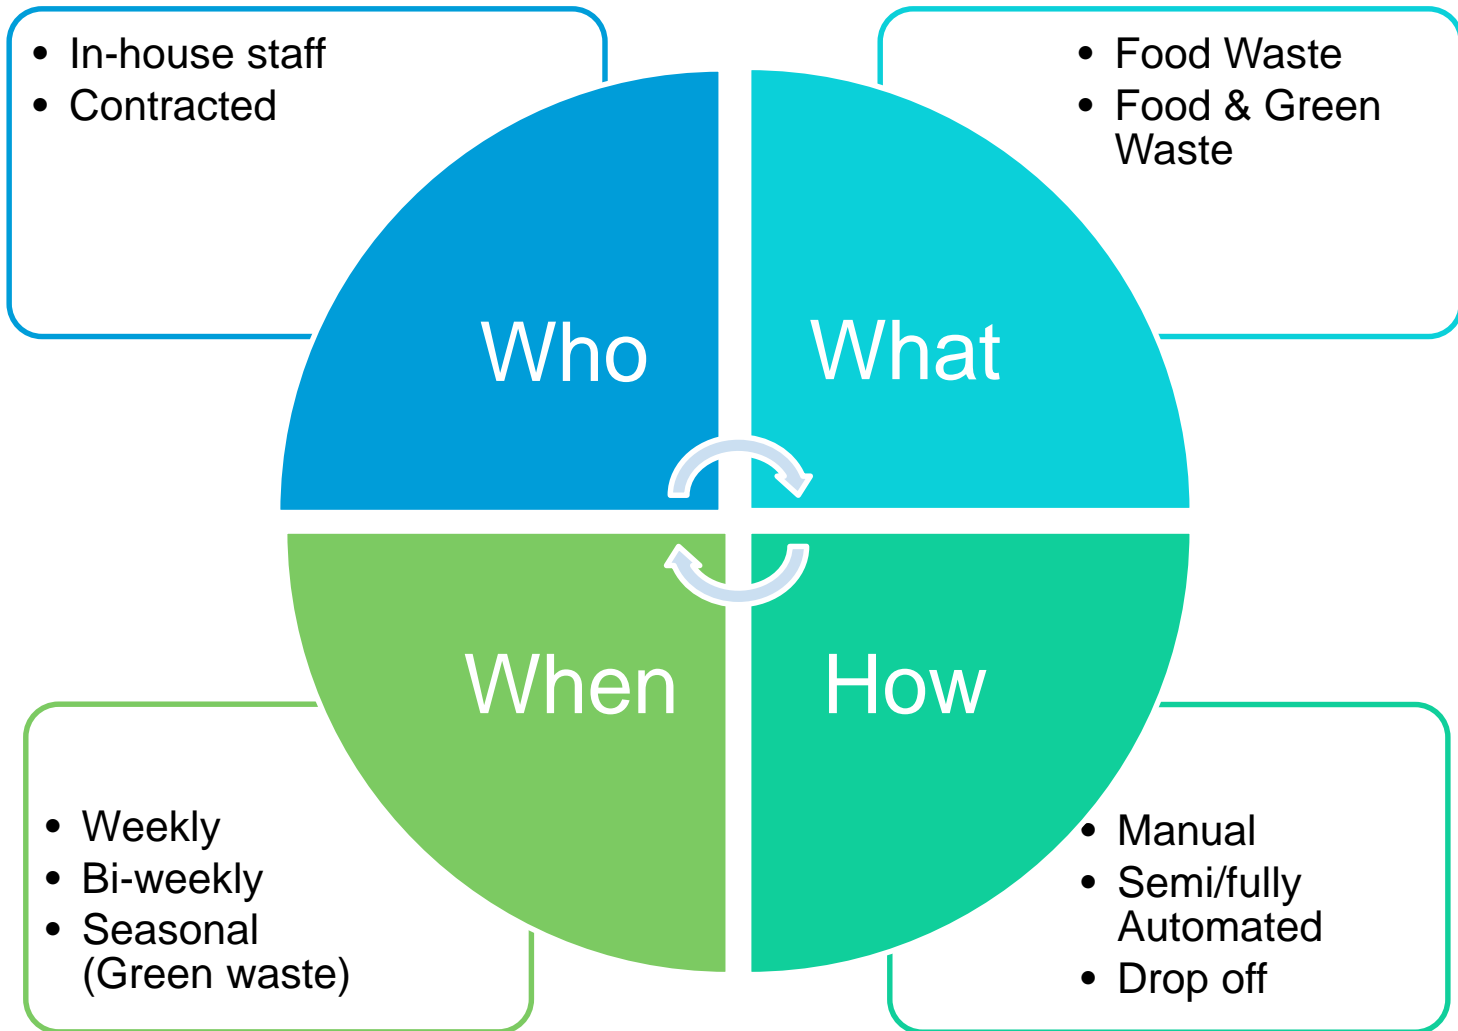 • In-house staff
• Contracted
• Food Waste
• Food & Green
Waste
Who
What
When
How
• Weekly
• Bi-weekly
• Seasonal
(Green waste)
• Manual
• Semi/fully
Automated
• Drop off